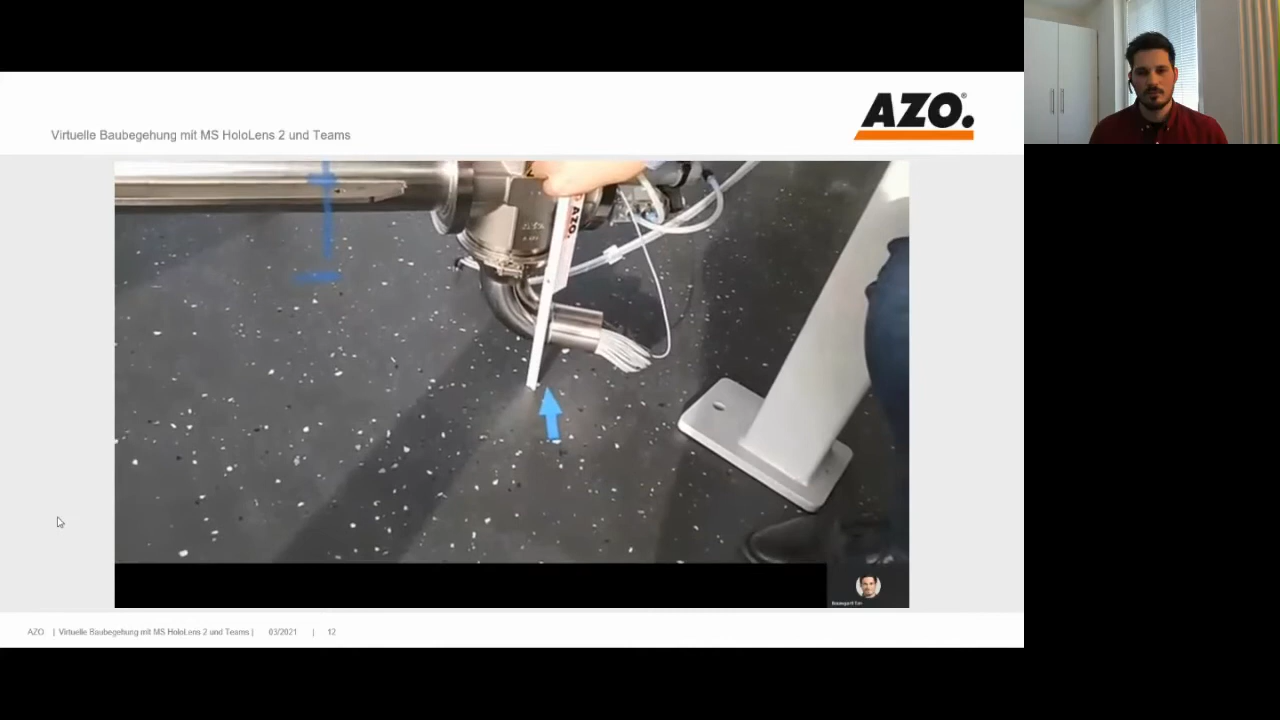 AZO.®
Virtuelle Baubegehung mit MS HoloLens 2 und Teams
AZO.
AZO | Virtuelle Baubegehung mit MS HoloLens 2 und Teams | 03/2021 | 12